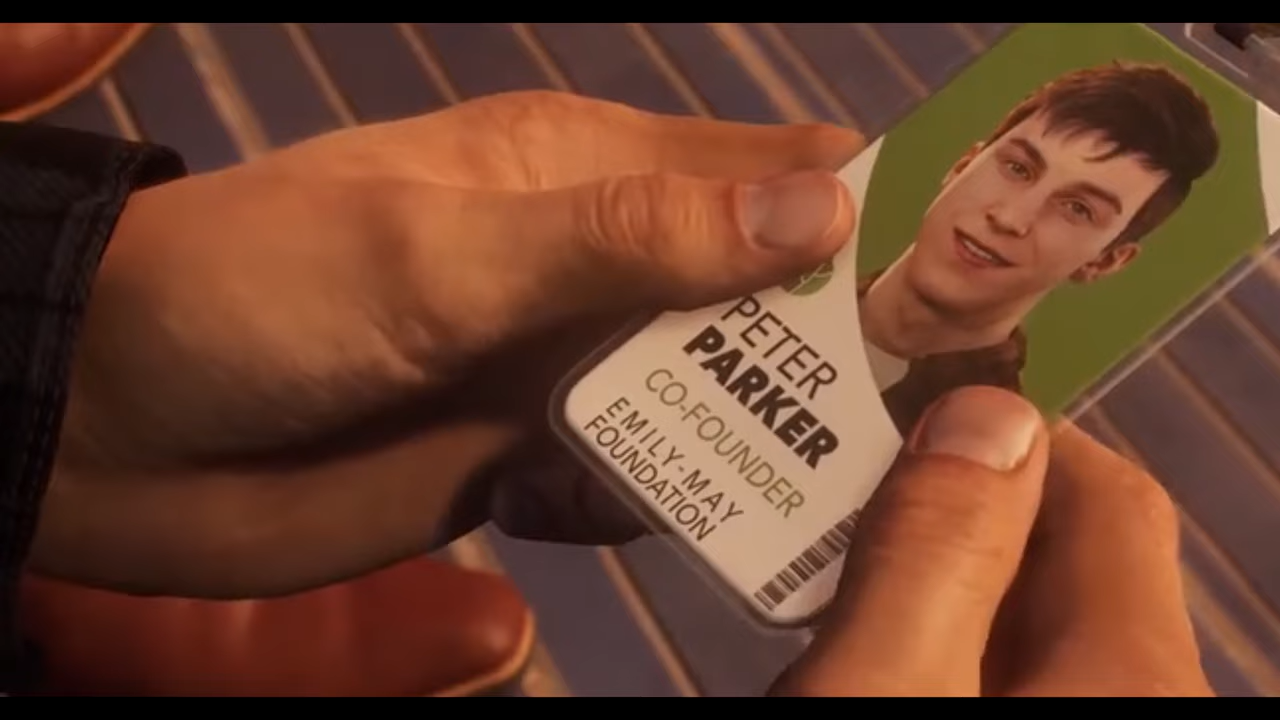 PETER
PARKER
CO-FOUNDER
EMILY-MAY
FOUNDATION